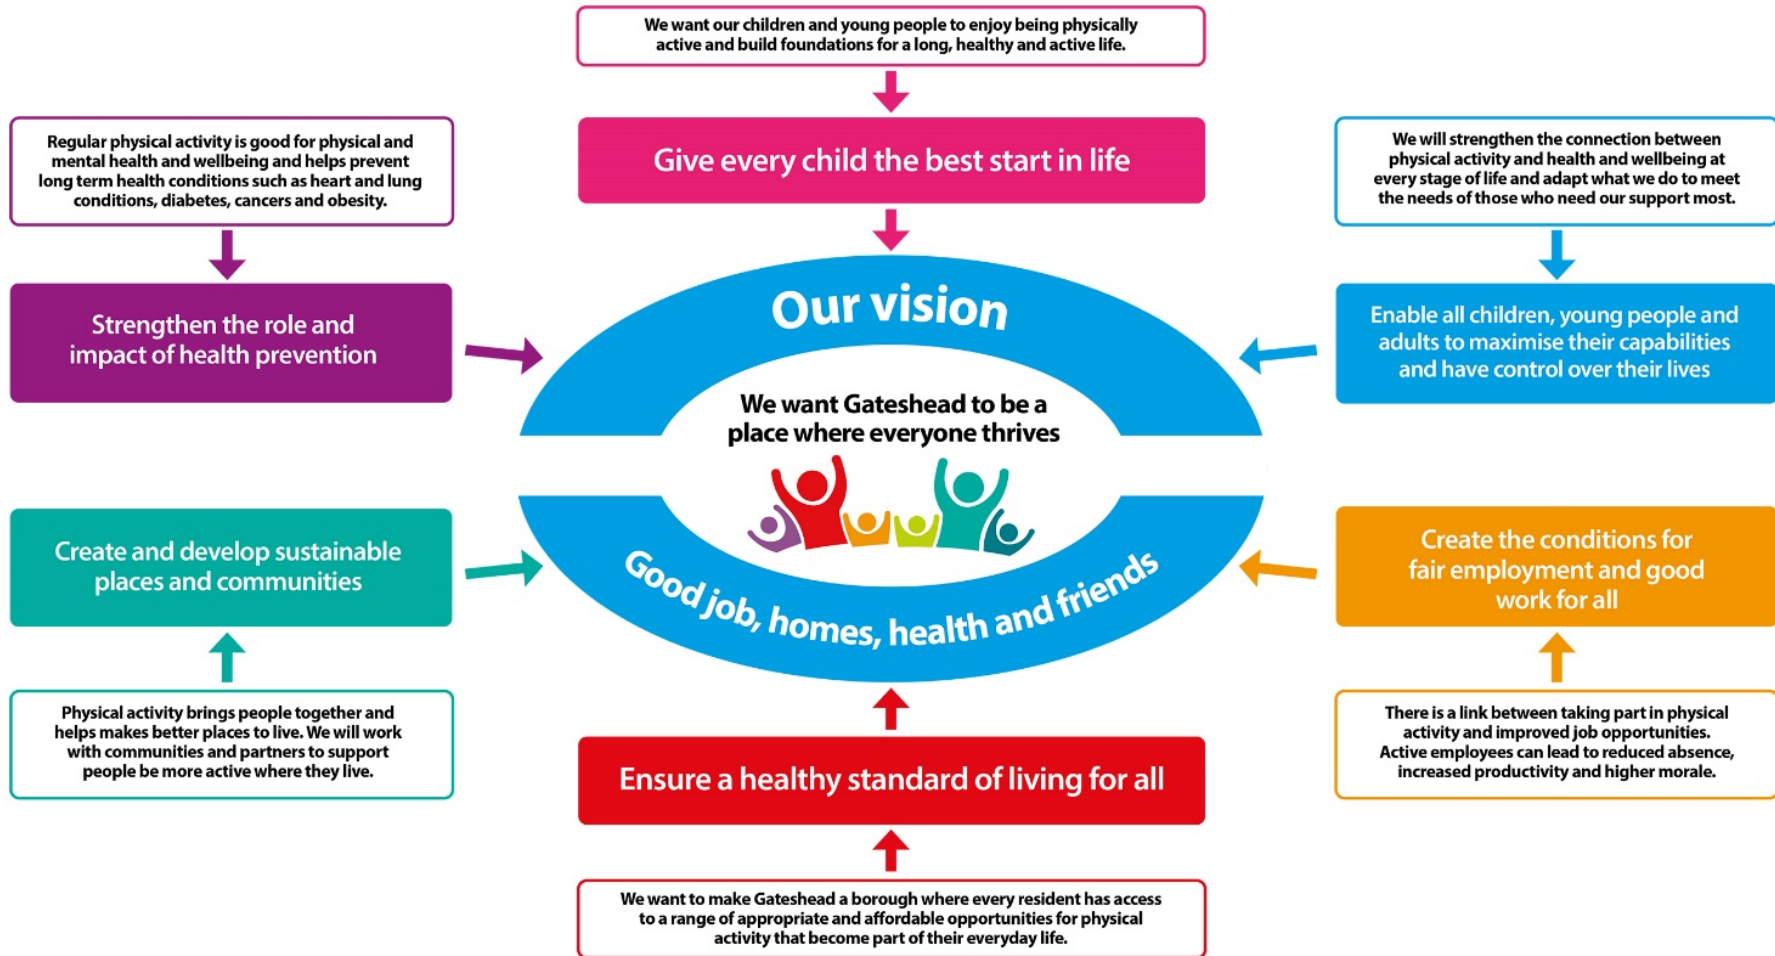 We want our children and young people to enjoy being physically
active and build foundations for a long, healthy and active life.
Give every child the best start in life
Regular physical activity is good for physical and
mental health and wellbeing and helps prevent
long term health conditions such as heart and lung
conditions, diabetes, cancers and obesity.
Strengthen the role and
impact of health prevention
We will strengthen the connection between
physical activity and health and wellbeing at
every stage of life and adapt what we do to meet
the needs of those who need our support most.
Enable all children, young people and
adults to maximise their capabilities
and have control over their lives
Our vision
We want Gateshead to be a
place where everyone thrives
Good job, homes, health and friends
Create and develop sustainable
places and communities
Physical activity brings people together and
helps makes better places to live. We will work
with communities and partners to support
people be more active where they live.
Create the conditions for
fair employment and good
work for all
There is a link between taking part in physical
activity and improved job opportunities.
Active employees can lead to reduced absence,
increased productivity and higher morale.
Ensure a healthy standard of living for all
We want to make Gateshead a borough where every resident has access
to a range of appropriate and affordable opportunities for physical
activity that become part of their everyday life.